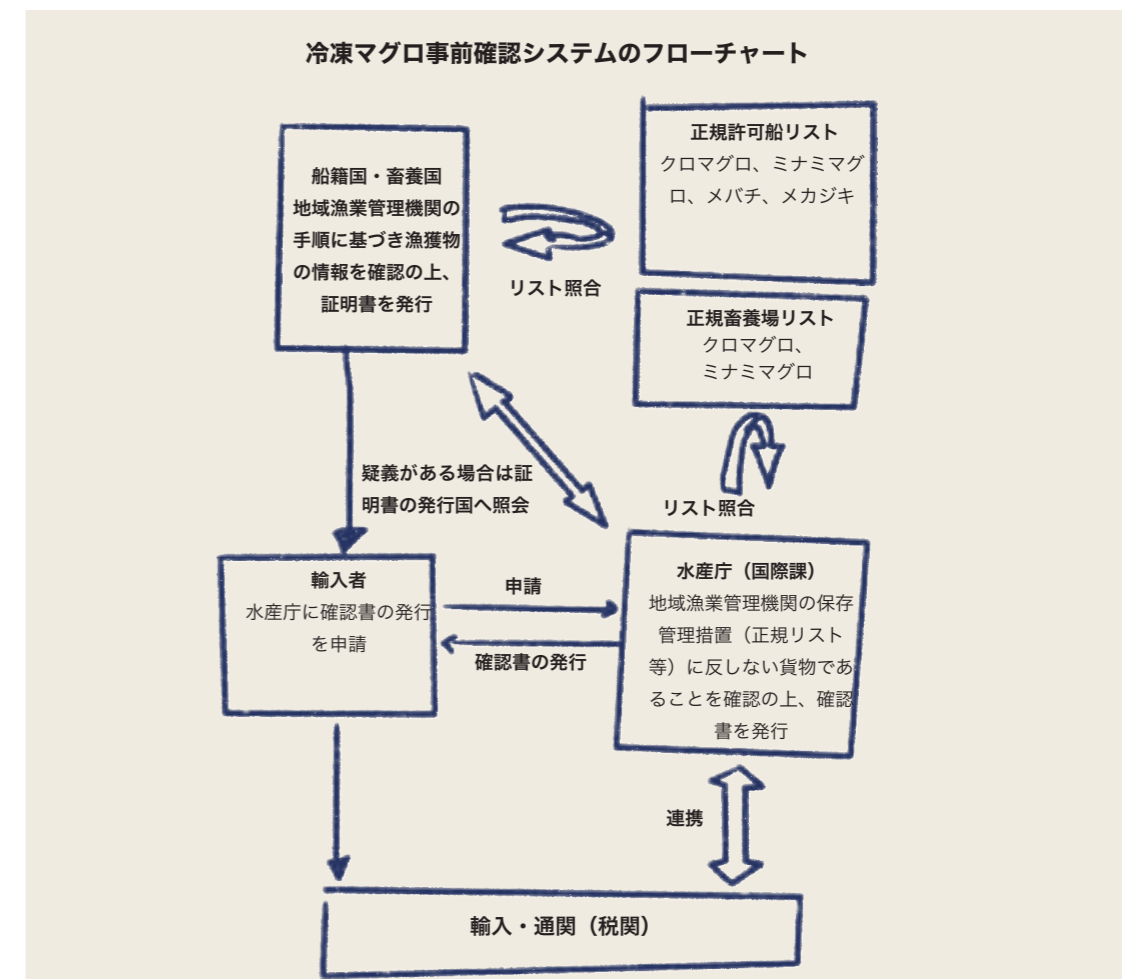 冷凍マグロ事前確認システムのフローチャート
船籍国・畜養国
地域漁業管理機関の
手順に基づき漁獲物
の情報を確認の上、
証明書を発行
リスト照合
正規許可船リスト
クロマグロ、ミナミマグ
ロ、メバチ、メカジキ
正規畜養場リスト
クロマグロ、
ミナミマグロ
疑義がある場合は証
明書の発行国へ照会
リスト照合
輸入者
水産庁に確認書の発行
を申請
申請
確認書の発行
水産庁（国際課）
地域漁業管理機関の保存
管理措置（正規リスト
等）に反しない貨物であ
ることを確認の上、確認
書を発行
連携
輸入・通関（税関）